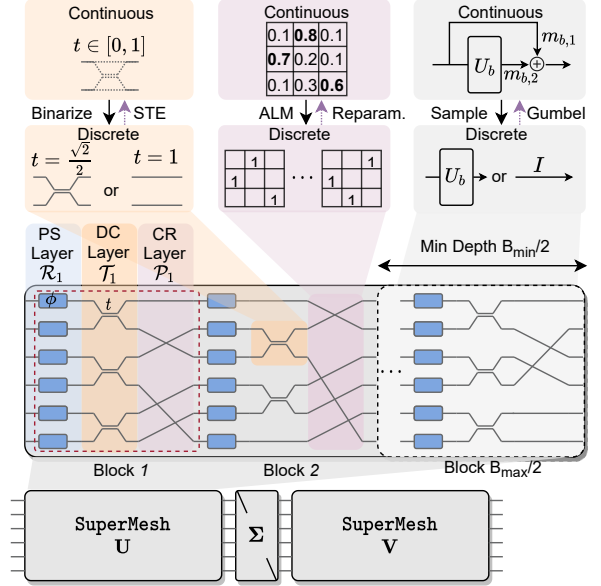 Continuous
t ∈ [0, 1]
Binarize
STE
Discrete
t = √2/2
or
t = 1
Continuous
0.1 0.8 0.1
0.7 0.2 0.1
0.1 0.3 0.6
ALM
Reparam.
Discrete
1
1
1
...
1
1
1
Continuous
U_b
m_{b,1}
m_{b,2}
+
Sample
Gumbel
Discrete
U_b
or
I
PS
Layer
R_1
DC
Layer
T_1
CR
Layer
P_1
Min Depth B_min/2
ϕ
t
...
Block 1
Block 2
Block B_max/2
SuperMesh
U
Σ
SuperMesh
V